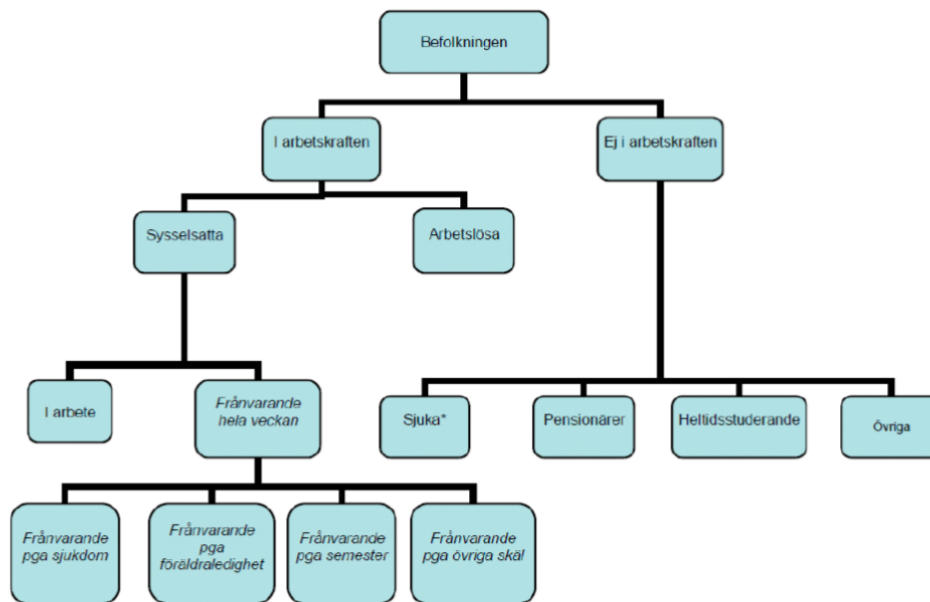 Befolkningen
I arbetskraften
Ej i arbetskraften
Sysselsatta
Arbetslösa
I arbete
Frånvarande
hela veckan
Sjuka*
Pensionärer
Heltidsstuderande
Övriga
Frånvarande
pga sjukdom
Frånvarande
pga
föräldraledighet
Frånvarande
pga semester
Frånvarande
pga övriga skäl